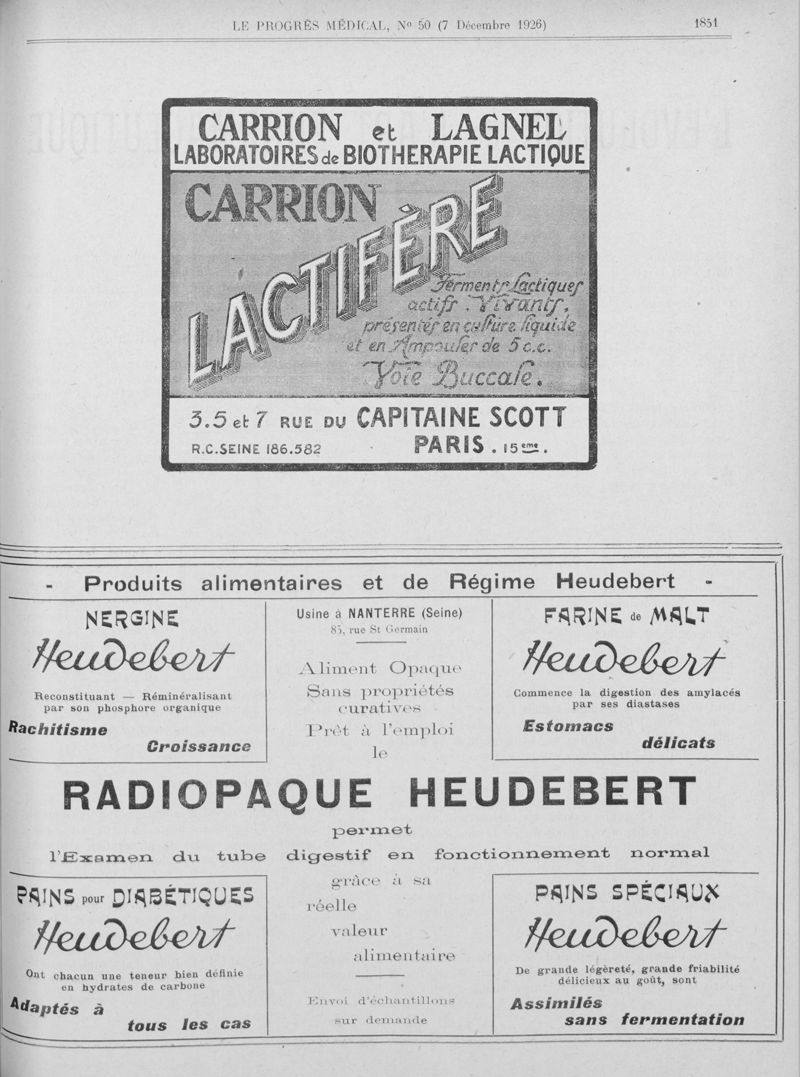 LE PROGRÈS MÉDICAL, No 50 (7 Décembre 1926)
1851
CARRION et LAGNEL
LABORATOIRES de BIOTHERAPIE LACTIQUE
CARRION
LACTIFÈRE
Ferments Lactiques
actifs. Vivants,
présentés en culture liquide
et en Ampoules de 5 c.c.
Voie Buccale.
3.5 et 7 RUE DU CAPITAINE SCOTT
R.C. SEINE 186.582
PARIS. 15eme.
- Produits alimentaires et de Régime Heudebert -
NERGINE
Heudebert
Reconstituant — Réminéralisant
par son phosphore organique
Rachitisme
Croissance
Usine à NANTERRE (Seine)
85, rue St Germain
Aliment Opaque
Sans propriétés
curatives
Prêt à l'emploi
le
FARINE de MALT
Heudebert
Commence la digestion des amylacés
par ses diastases
Estomacs
délicats
RADIOPAQUE HEUDEBERT
permet
l'Examen du tube digestif en fonctionnement normal
PAINS pour DIABÉTIQUES
Heudebert
Ont chacun une teneur bien définie
en hydrates de carbone
Adaptés à
tous les cas
grâce à sa
réelle
valeur
alimentaire
Envoi d'échantillons
sur demande
PAINS SPÉCIAUX
Heudebert
De grande légèreté, grande friabilité
délicieux au goût, sont
Assimilés
sans fermentation